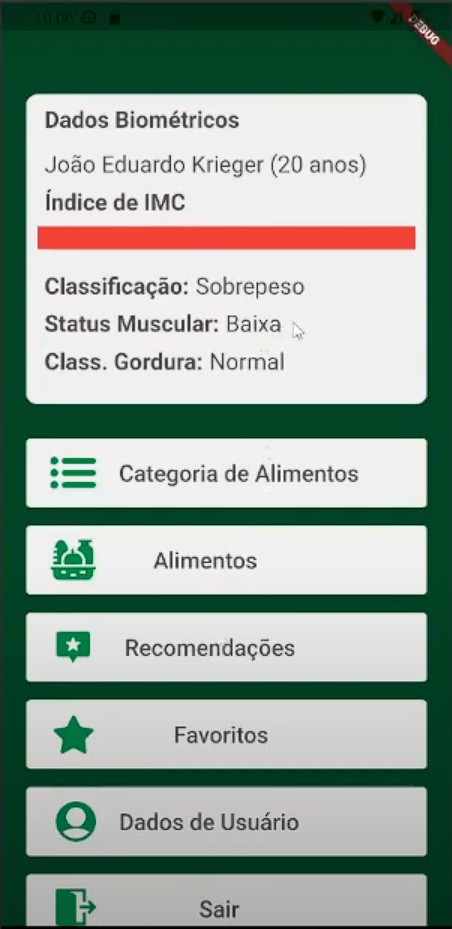 10:06
DEBUG
Dados Biométricos
João Eduardo Krieger (20 anos)
Índice de IMC
Classificação: Sobrepeso
Status Muscular: Baixa
Class. Gordura: Normal
Categoria de Alimentos
Alimentos
Recomendações
Favoritos
Dados de Usuário
Sair